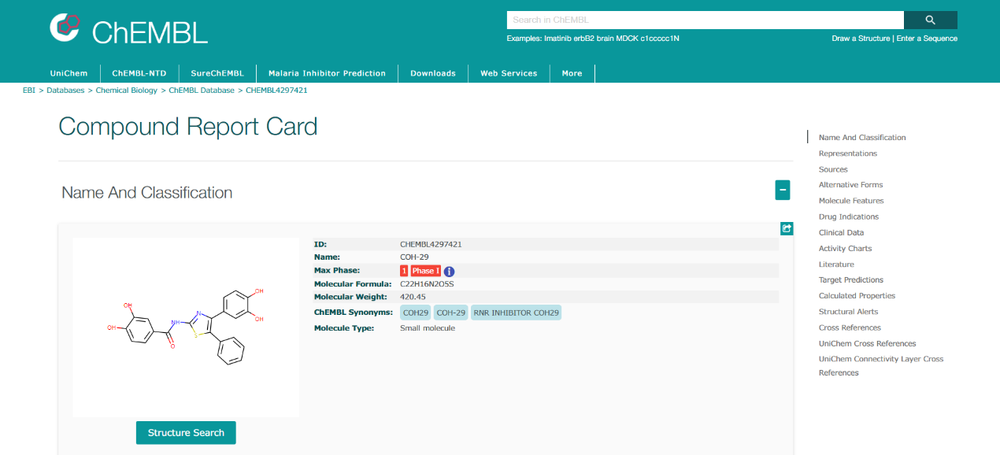 ChEMBL
Search in ChEMBL
Examples: Imatinib erbB2 brain MDCK c1ccccc1N
Draw a Structure | Enter a Sequence
UniChem ChEMBL-NTD SureChEMBL Malaria Inhibitor Prediction Downloads Web Services More
EBI > Databases > Chemical Biology > ChEMBL Database > CHEMBL4297421
Compound Report Card
Name And Classification
−
ID: CHEMBL4297421
Name: COH-29
Max Phase: 1 Phase I i
Molecular Formula: C22H16N2O5S
Molecular Weight: 420.45
ChEMBL Synonyms: COH29 COH-29 RNR INHIBITOR COH29
Molecule Type: Small molecule
OH
OH
OH
OH
NH
N
S
O
Structure Search
Name And Classification
Representations
Sources
Alternative Forms
Molecule Features
Drug Indications
Clinical Data
Activity Charts
Literature
Target Predictions
Calculated Properties
Structural Alerts
Cross References
UniChem Cross References
UniChem Connectivity Layer Cross
References